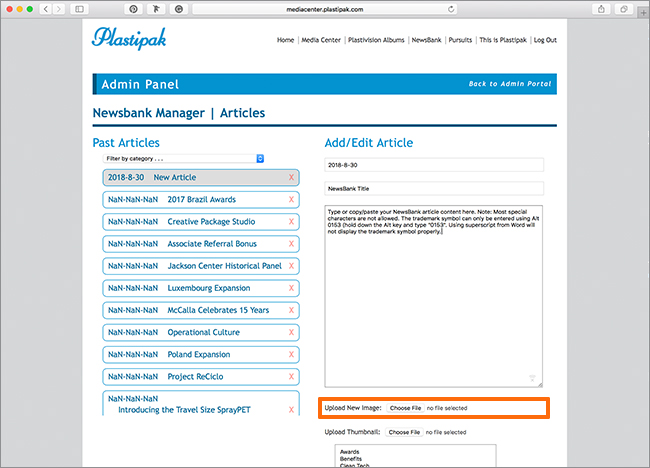 mediacenter.plastipak.com
Plastipak
Home | Media Center | Plastivision Albums | NewsBank | Pursuits | This is Plastipak | Log Out
Admin Panel
Back to Admin Portal
Newsbank Manager | Articles
Past Articles
Filter by category . . .
2018-8-30 New Article X
NaN-NaN-NaN 2017 Brazil Awards X
NaN-NaN-NaN Creative Package Studio X
NaN-NaN-NaN Associate Referral Bonus X
NaN-NaN-NaN Jackson Center Historical Panel X
NaN-NaN-NaN Luxembourg Expansion X
NaN-NaN-NaN McCalla Celebrates 15 Years X
NaN-NaN-NaN Operational Culture X
NaN-NaN-NaN Poland Expansion X
NaN-NaN-NaN Project ReCiclo X
NaN-NaN-NaN
Introducing the Travel Size SprayPET X
Add/Edit Article
2018-8-30
NewsBank Title
Type or copy/paste your NewsBank article content here. Note: Most special
characters are not allowed. The trademark symbol can only be entered using Alt
0153 (hold down the Alt key and type "0153". Using superscript from Word will
not display the trademark symbol properly.
Upload New Image: Choose File no file selected
Upload Thumbnail: Choose File no file selected
Awards
Benefits
Clean Tech